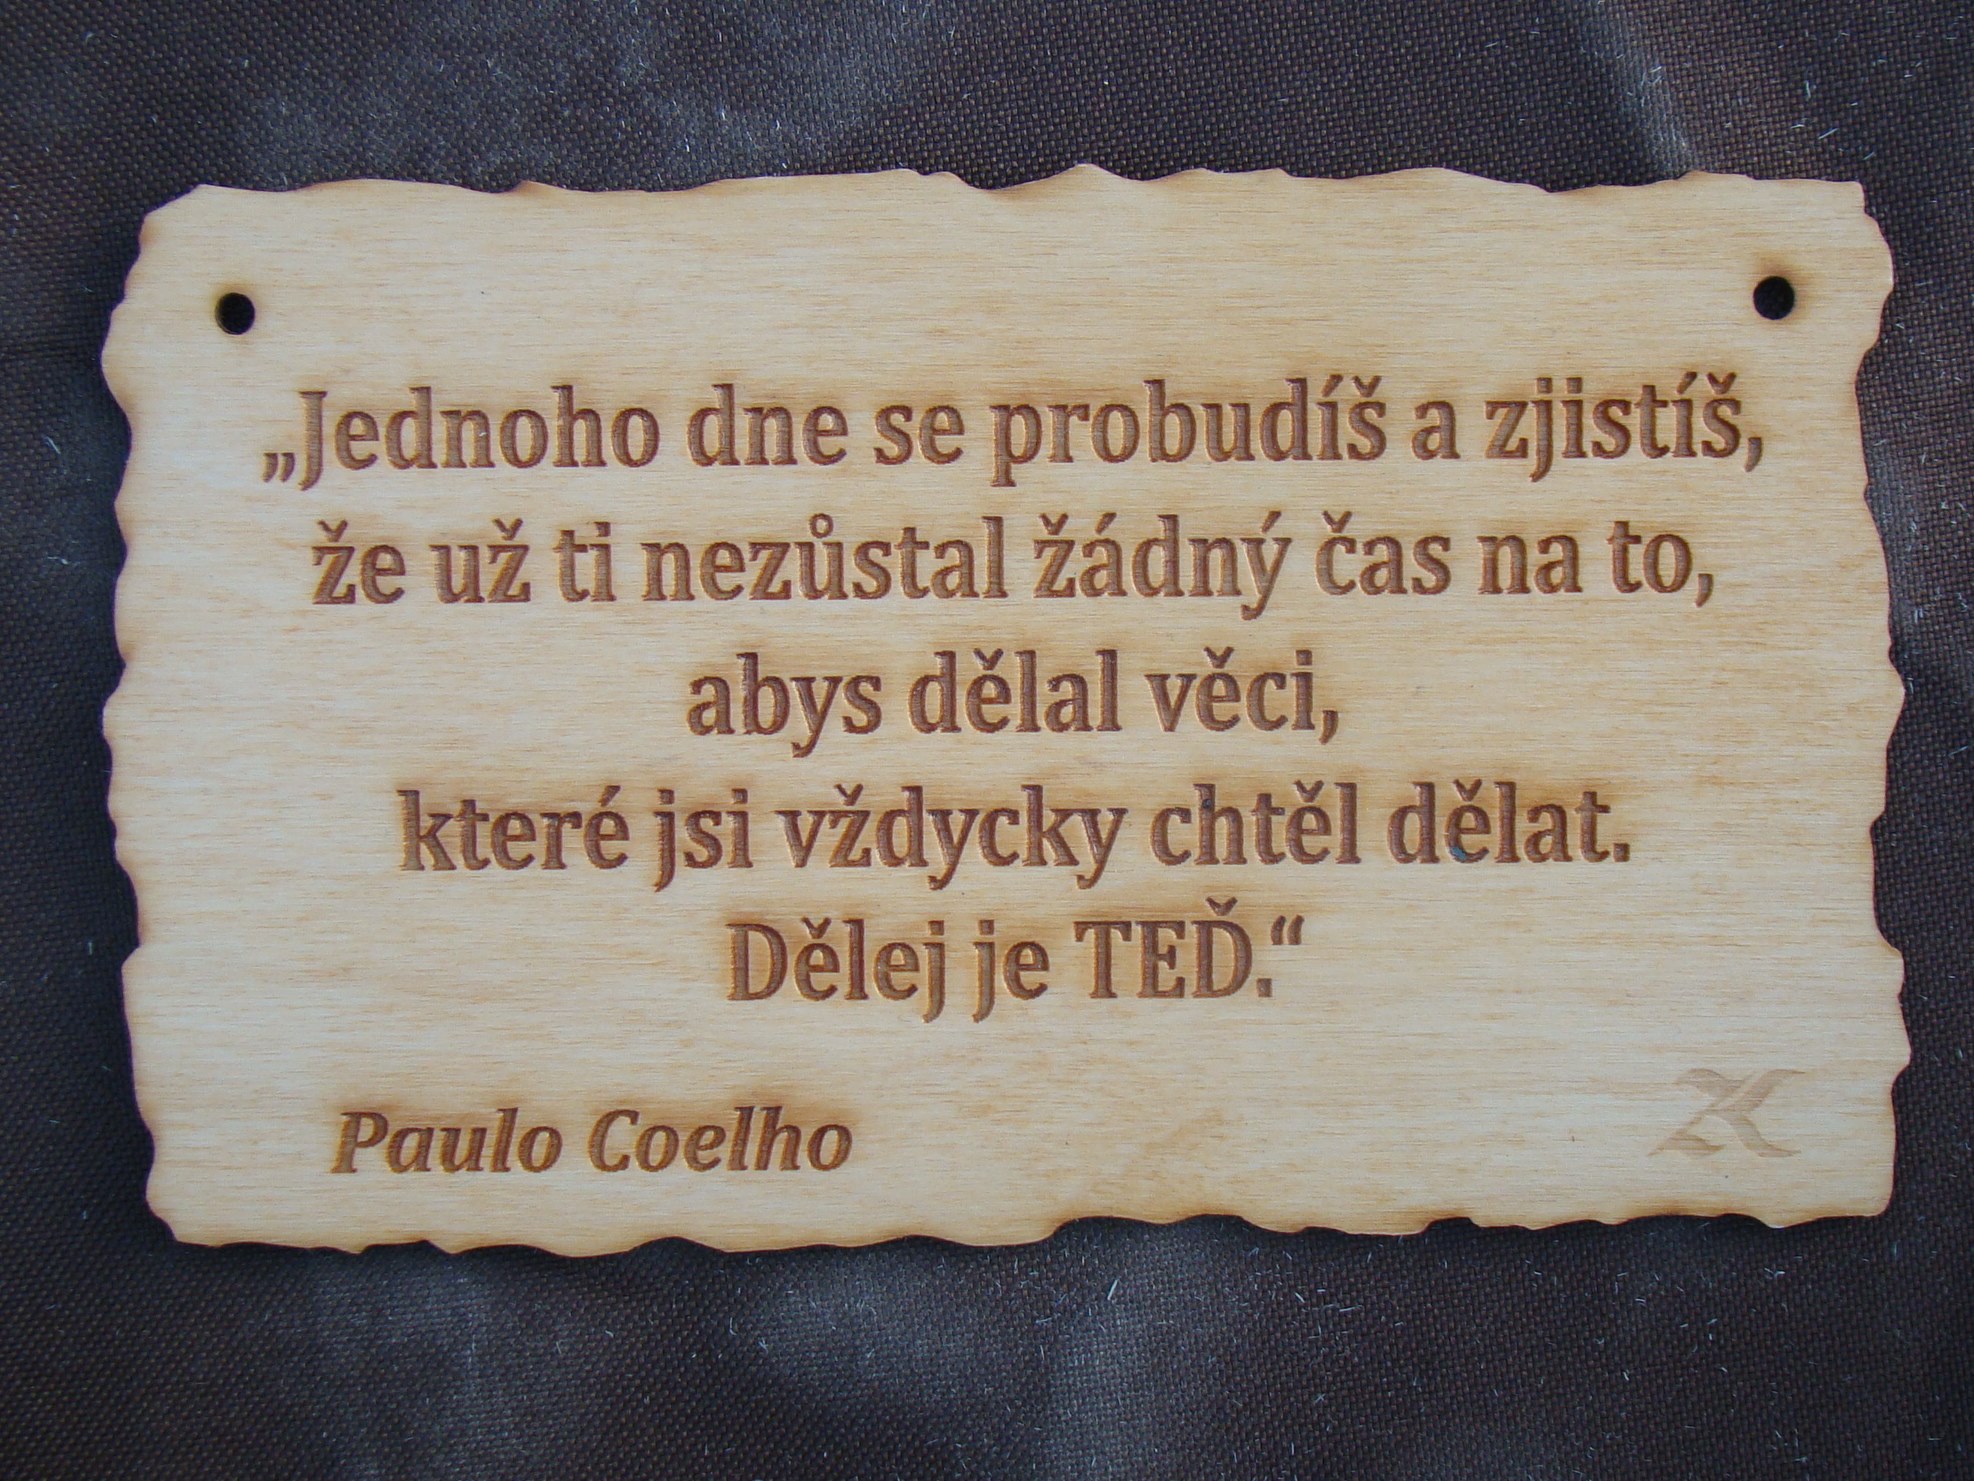 „Jednoho dne se probudíš a zjistíš,
že už ti nezůstal žádný čas na to,
abys dělal věci,
které jsi vždycky chtěl dělat.
Dělej je TEĎ.“
Paulo Coelho